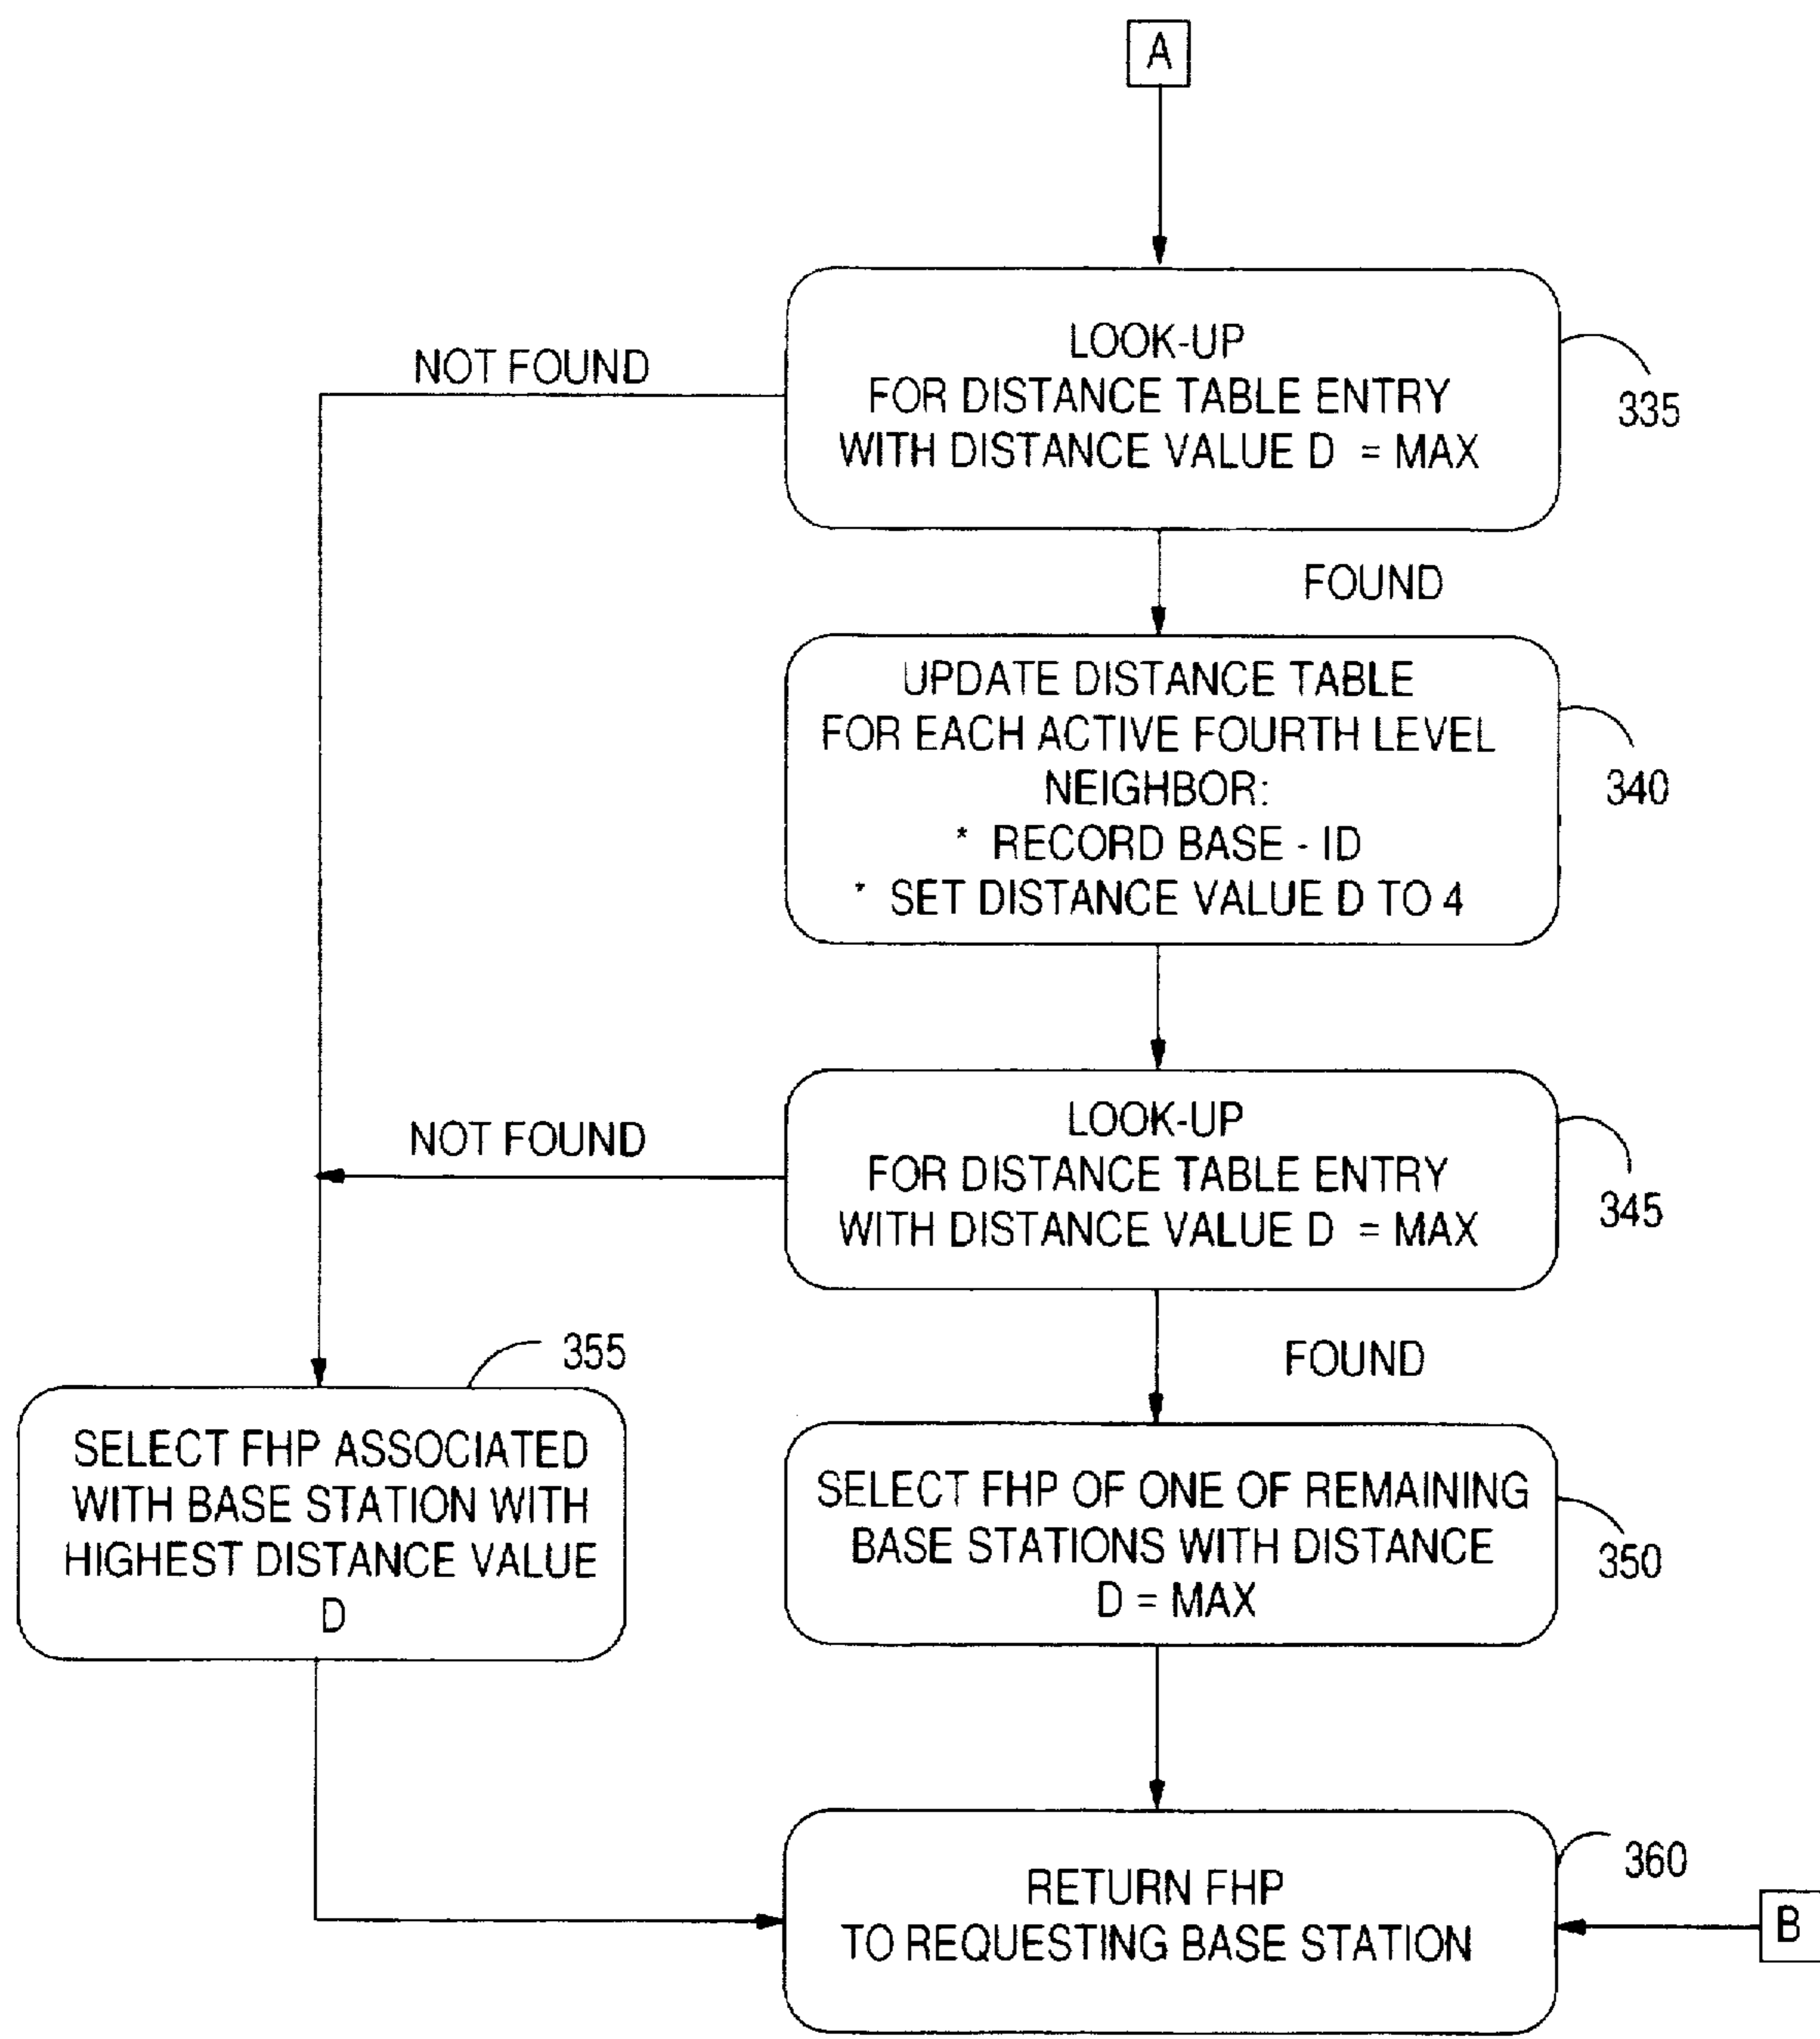 A
LOOK-UP
FOR DISTANCE TABLE ENTRY
WITH DISTANCE VALUE D = MAX
335
NOT FOUND
FOUND
UPDATE DISTANCE TABLE
FOR EACH ACTIVE FOURTH LEVEL
NEIGHBOR:
* RECORD BASE - ID
* SET DISTANCE VALUE D TO 4
340
LOOK-UP
FOR DISTANCE TABLE ENTRY
WITH DISTANCE VALUE D = MAX
345
NOT FOUND
FOUND
355
SELECT FHP ASSOCIATED
WITH BASE STATION WITH
HIGHEST DISTANCE VALUE
D
SELECT FHP OF ONE OF REMAINING
BASE STATIONS WITH DISTANCE
D = MAX
350
RETURN FHP
TO REQUESTING BASE STATION
360
B